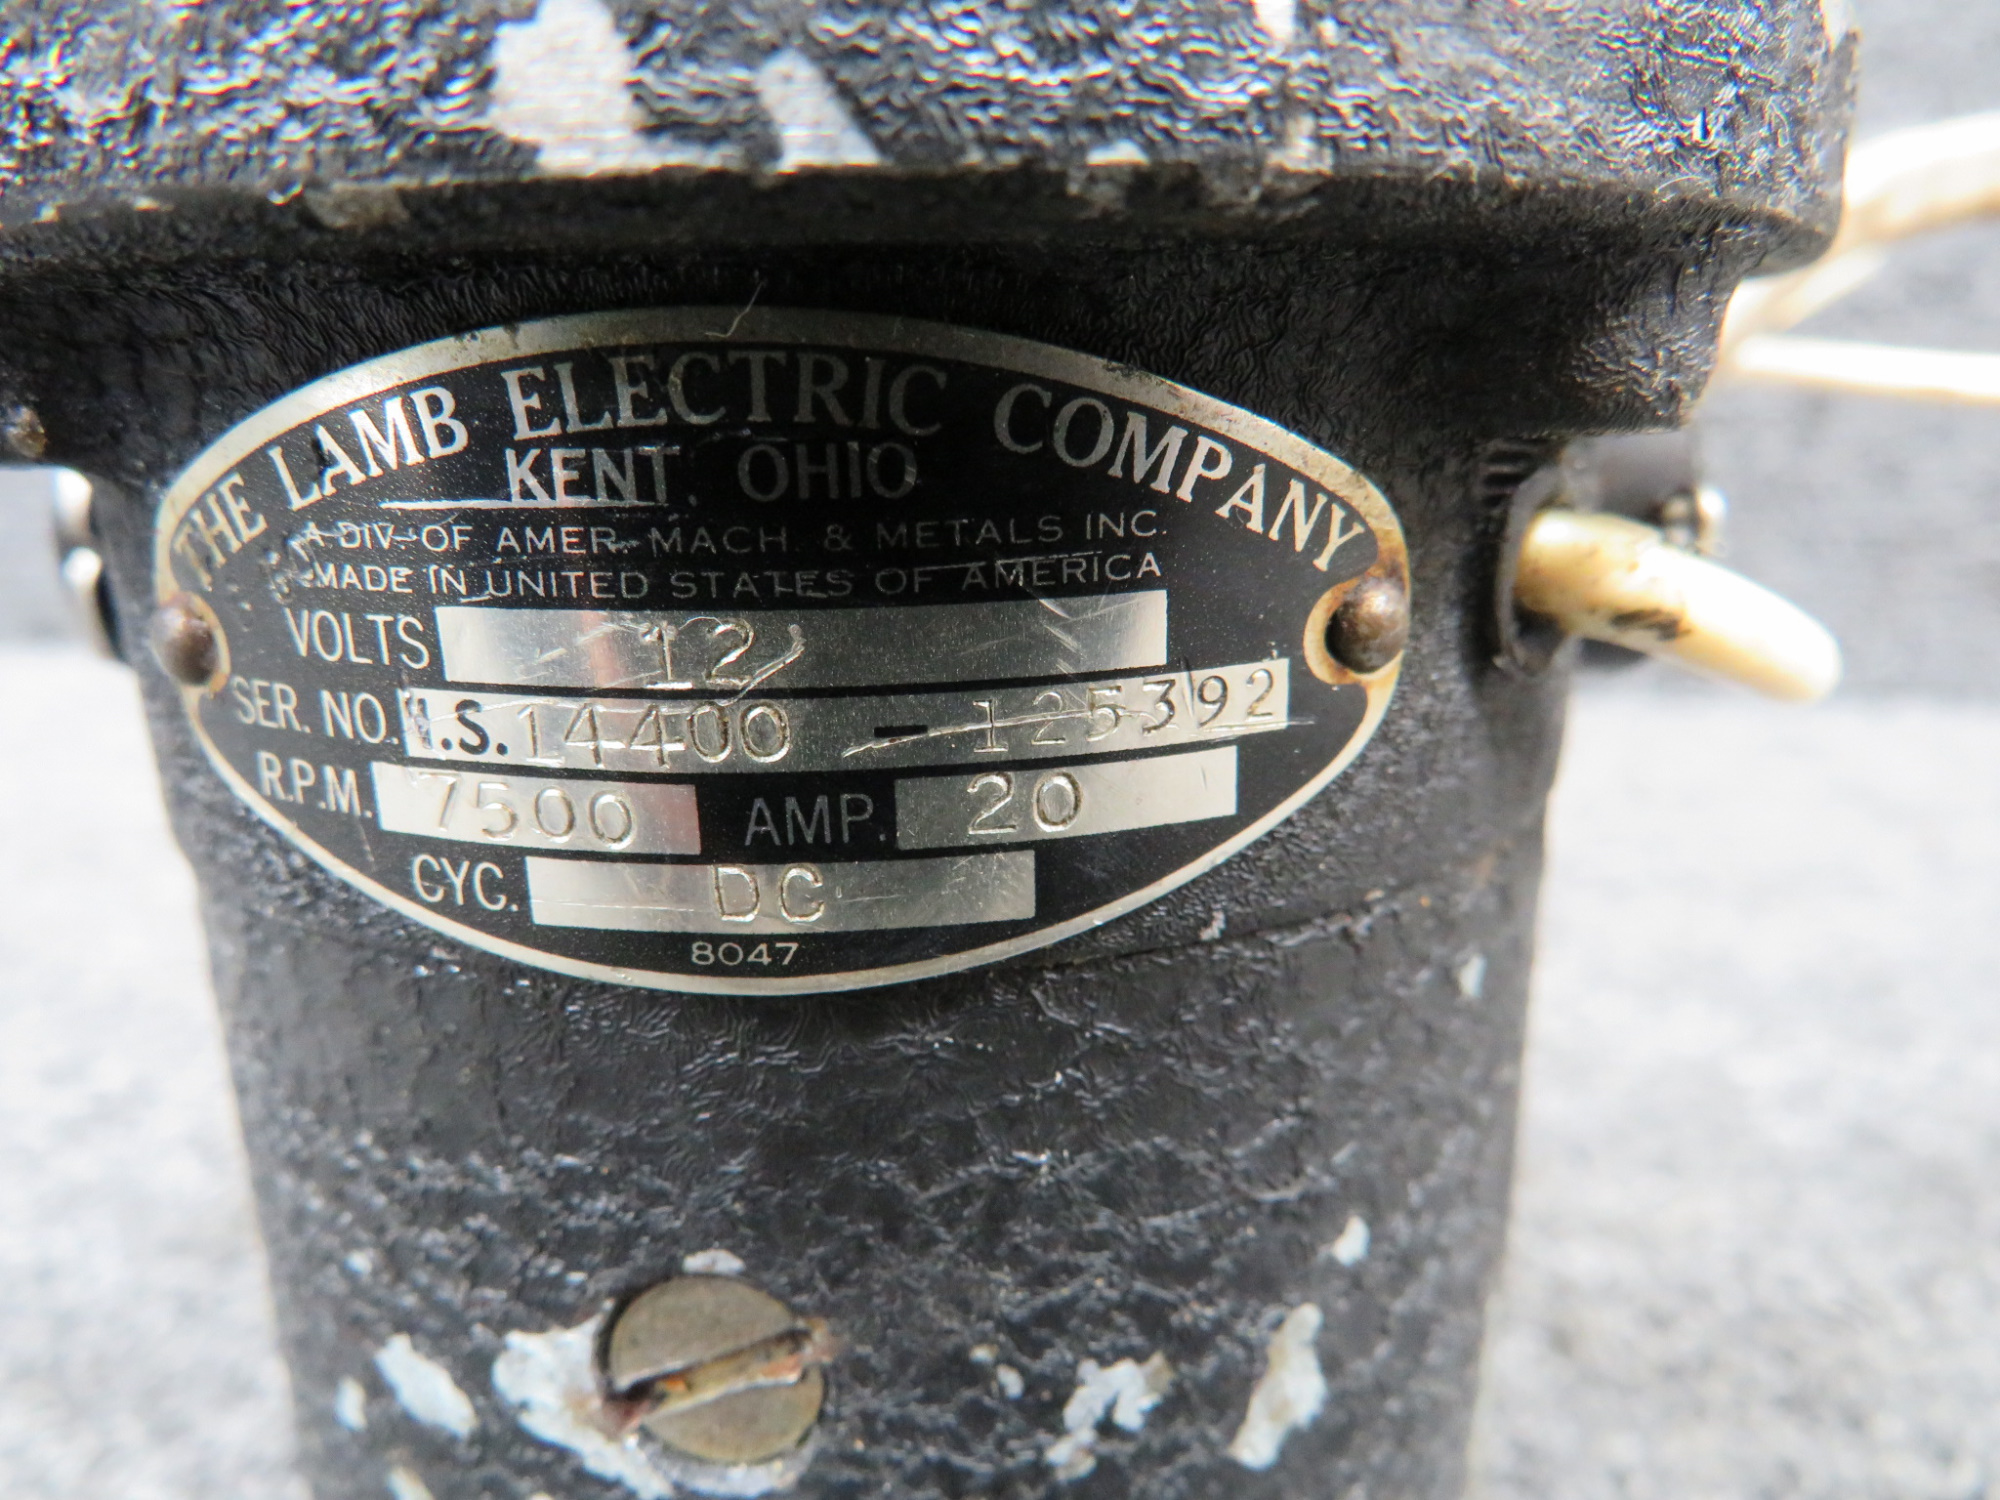 THE LAMB ELECTRIC COMPANY
KENT, OHIO
A DIV. OF AMER. MACH. & METALS INC.
MADE IN UNITED STATES OF AMERICA
VOLTS 12
SER. NO. M.S. 14400 - 125392
R.P.M. 7500 AMP. 20
CYC. DC
8047